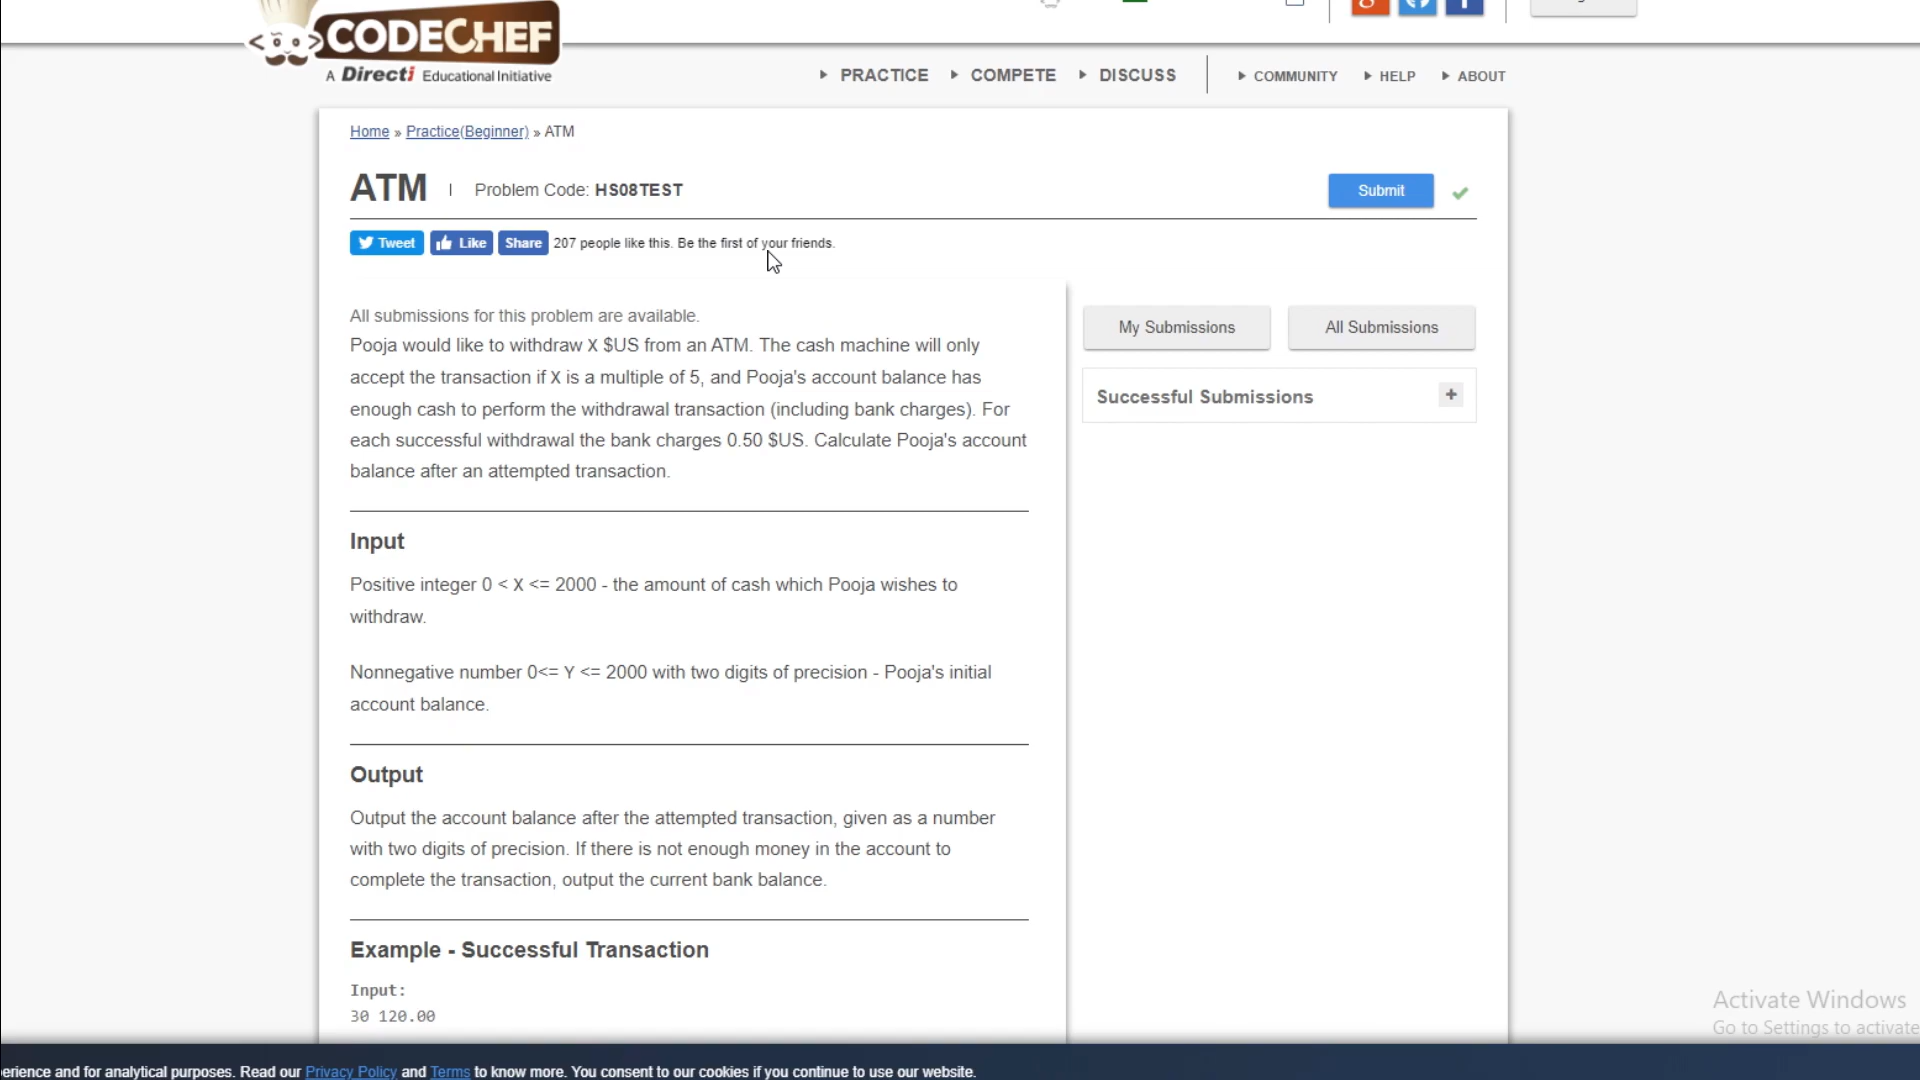 CODECHEF
A Directi Educational Initiative
PRACTICE COMPETE DISCUSS COMMUNITY HELP ABOUT
Home » Practice(Beginner) » ATM
ATM | Problem Code: HS08TEST Submit
Tweet Like Share 207 people like this. Be the first of your friends.
All submissions for this problem are available.
Pooja would like to withdraw X $US from an ATM. The cash machine will only
accept the transaction if X is a multiple of 5, and Pooja's account balance has
enough cash to perform the withdrawal transaction (including bank charges). For
each successful withdrawal the bank charges 0.50 $US. Calculate Pooja's account
balance after an attempted transaction.
Input
Positive integer 0 < X <= 2000 - the amount of cash which Pooja wishes to
withdraw.
Nonnegative number 0<= Y <= 2000 with two digits of precision - Pooja's initial
account balance.
Output
Output the account balance after the attempted transaction, given as a number
with two digits of precision. If there is not enough money in the account to
complete the transaction, output the current bank balance.
Example - Successful Transaction
Input:
30 120.00
My Submissions All Submissions
Successful Submissions +
Activate Windows
Go to Settings to activate
erience and for analytical purposes. Read our Privacy Policy and Terms to know more. You consent to our cookies if you continue to use our website.